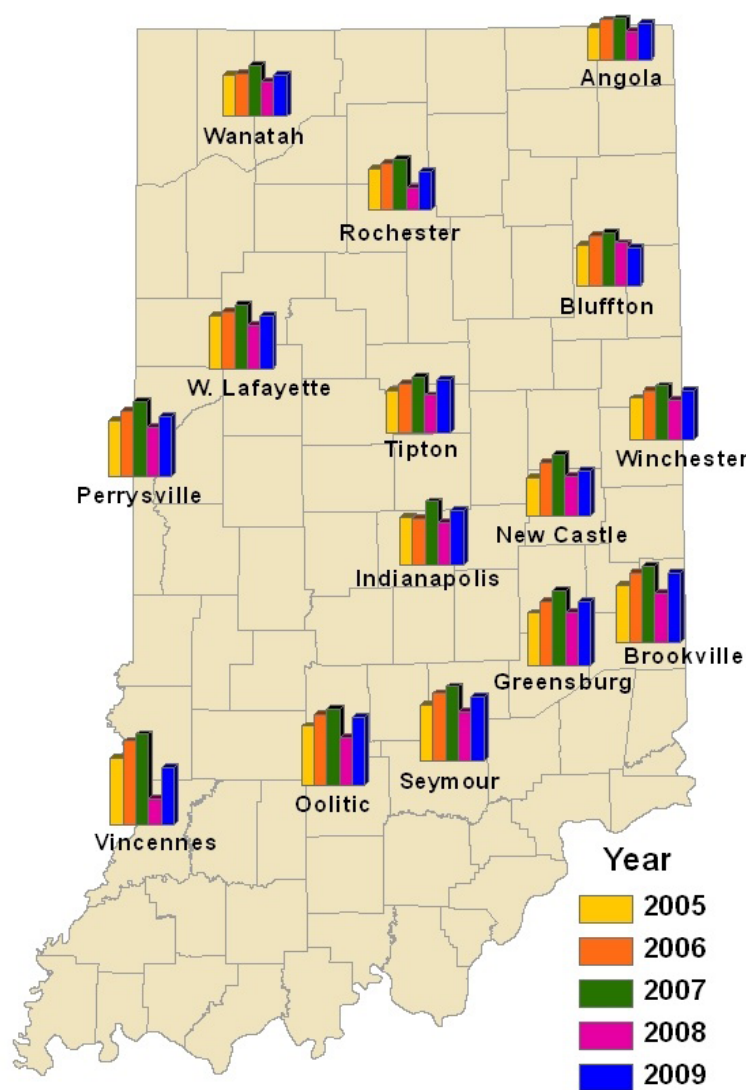 Angola
Wanatah
Rochester
Bluffton
W. Lafayette
Tipton
Winchester
Perrysville
New Castle
Indianapolis
Brookville
Greensburg
Seymour
Oolitic
Vincennes
Year
2005
2006
2007
2008
2009